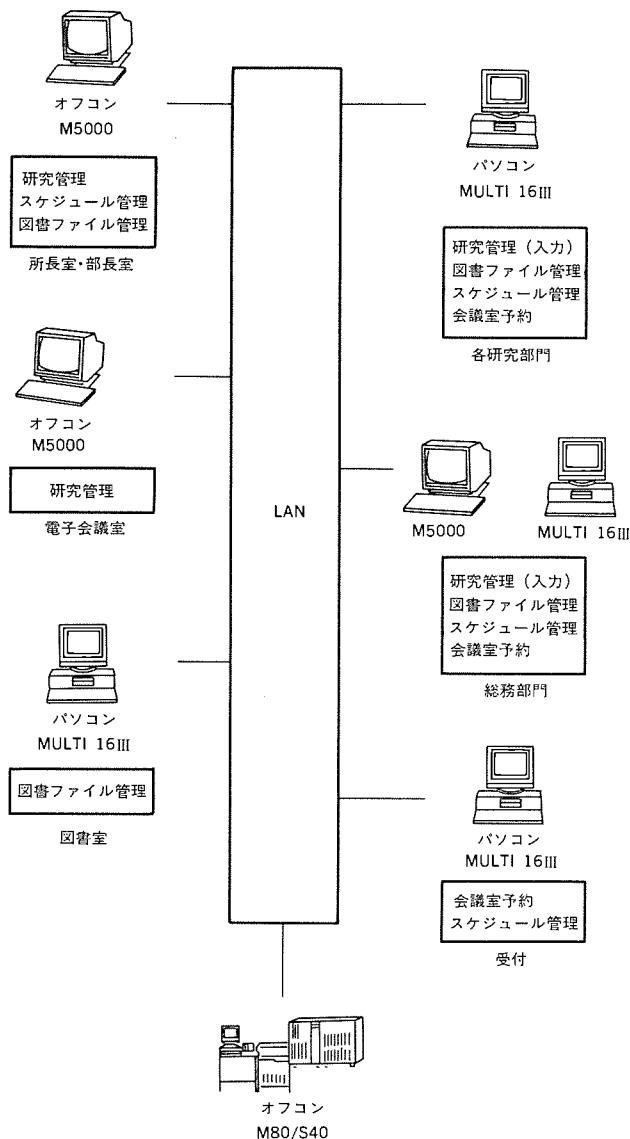 オフコン
M5000
研究管理
スケジュール管理
図書ファイル管理
所長室・部長室
オフコン
M5000
研究管理
電子会議室
パソコン
MULTI 16III
図書ファイル管理
図書室
LAN
パソコン
MULTI 16III
研究管理（入力）
図書ファイル管理
スケジュール管理
会議室予約
各研究部門
M5000
MULTI 16III
研究管理（入力）
図書ファイル管理
スケジュール管理
会議室予約
総務部門
パソコン
MULTI 16III
会議室予約
スケジュール管理
受付
オフコン
M80/S40